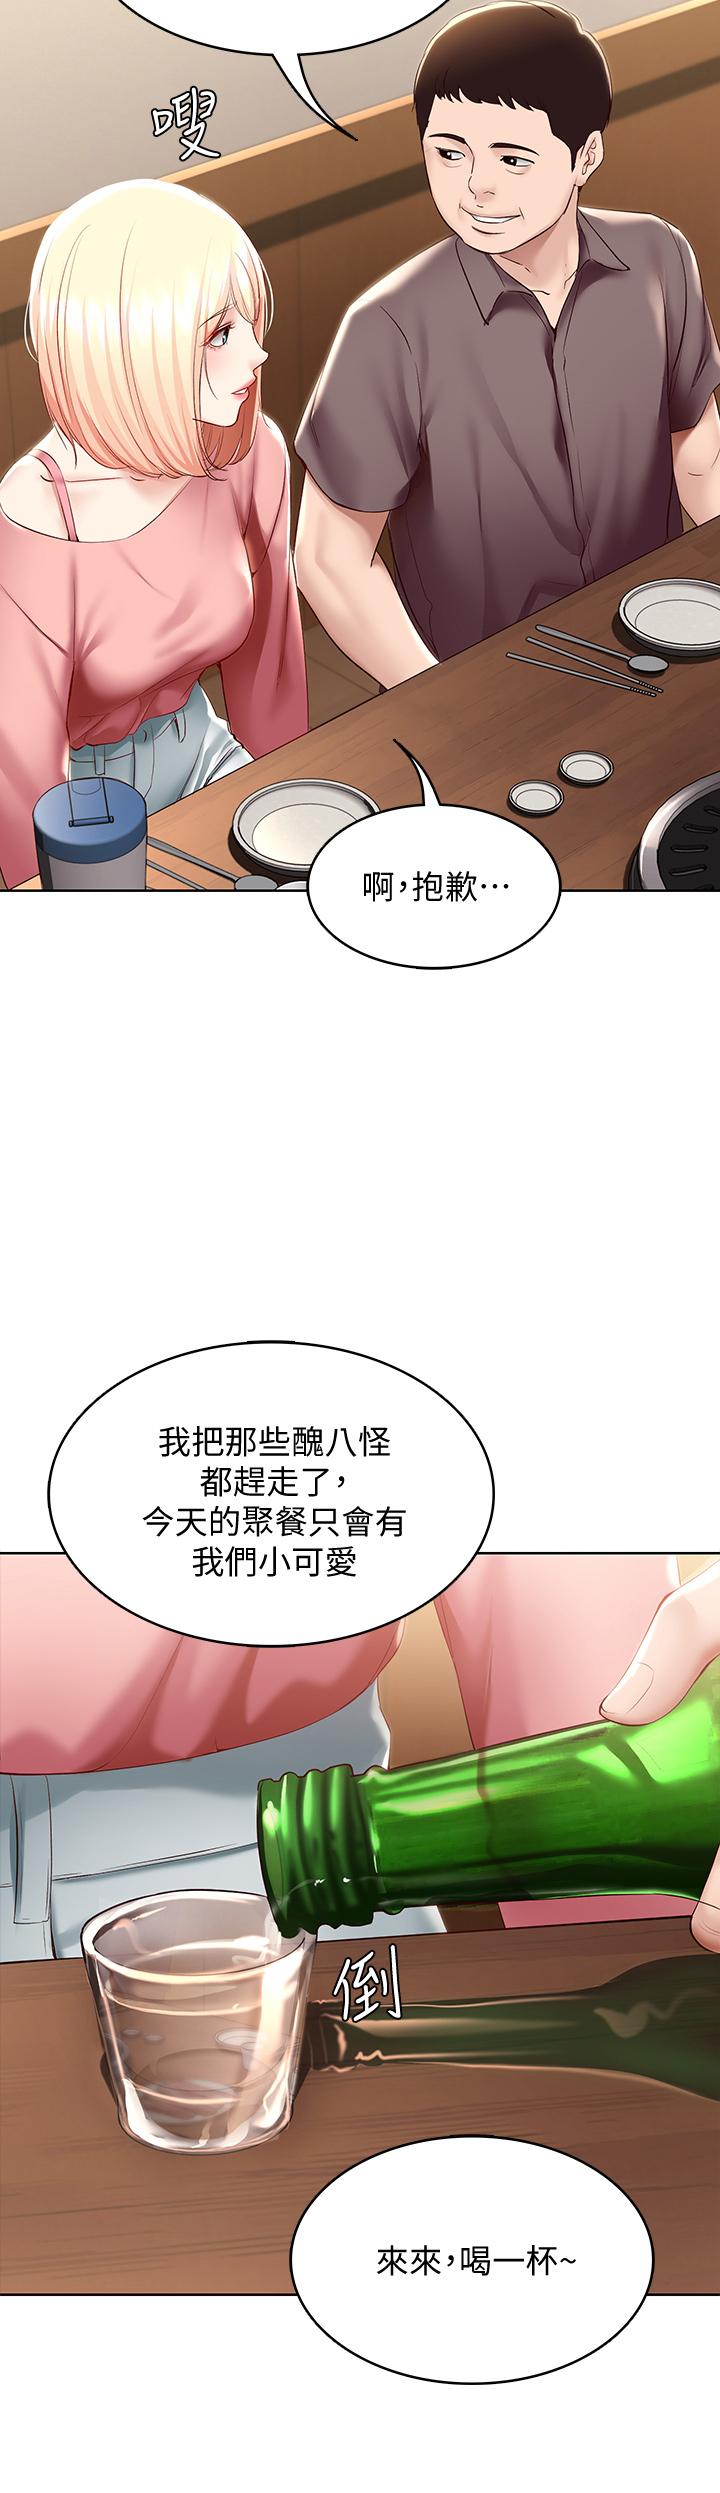 嗖
啊，抱歉⋯
我把那些醜八怪
都趕走了，
今天的聚餐只會有
我們小可愛
倒
來來，喝一杯~